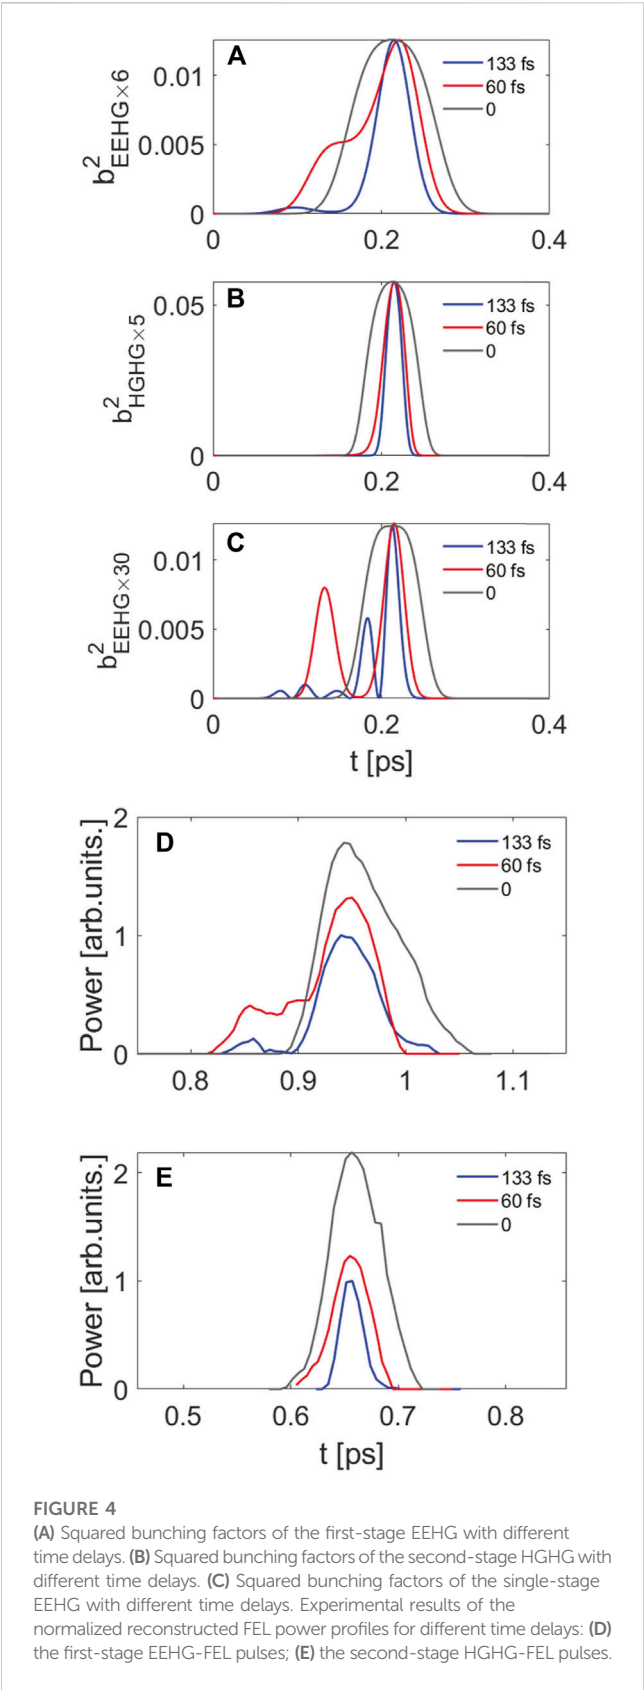 A
133 fs
60 fs
0
b²EEHG×6
0.01
0.005
0
0 0.2 0.4
B
133 fs
60 fs
0
b²HGHG×5
0.05
0
0 0.2 0.4
C
133 fs
60 fs
0
b²EEHG×30
0.01
0.005
0
0 0.2 0.4
t [ps]
D
133 fs
60 fs
0
Power [arb.units.]
2
1
0
0.8 0.9 1 1.1
E
133 fs
60 fs
0
Power [arb.units.]
2
1
0
0.5 0.6 0.7 0.8
t [ps]
FIGURE 4
(A) Squared bunching factors of the first-stage EEHG with different
time delays. (B) Squared bunching factors of the second-stage HGHG with
different time delays. (C) Squared bunching factors of the single-stage
EEHG with different time delays. Experimental results of the
normalized reconstructed FEL power profiles for different time delays: (D)
the first-stage EEHG-FEL pulses; (E) the second-stage HGHG-FEL pulses.